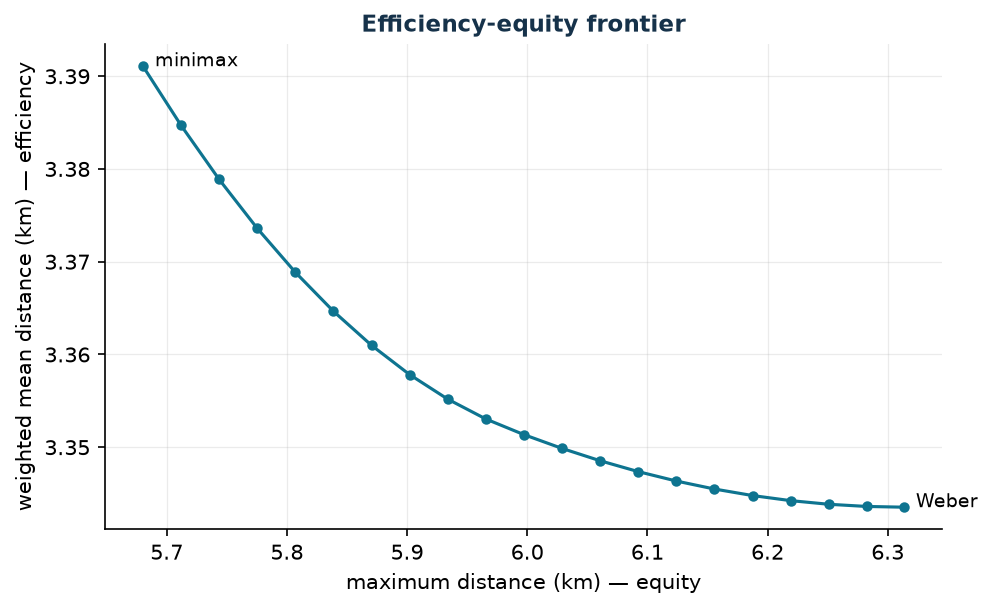 Efficiency-equity frontier
weighted mean distance (km) — efficiency
3.39
3.38
3.37
3.36
3.35
minimax
Weber
5.7
5.8
5.9
6.0
6.1
6.2
6.3
maximum distance (km) — equity